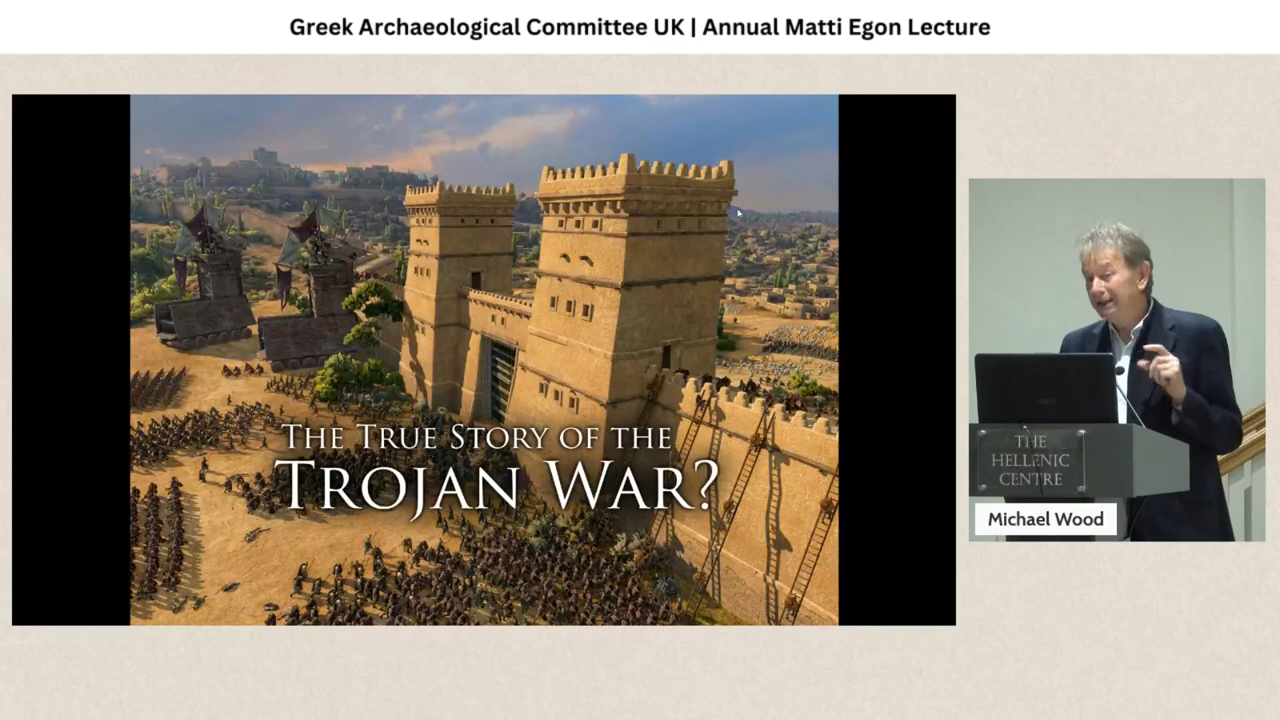 Greek Archaeological Committee UK | Annual Matti Egon Lecture
THE TRUE STORY OF THE
TROJAN WAR?
THE
HELLENIC
CENTRE
Michael Wood